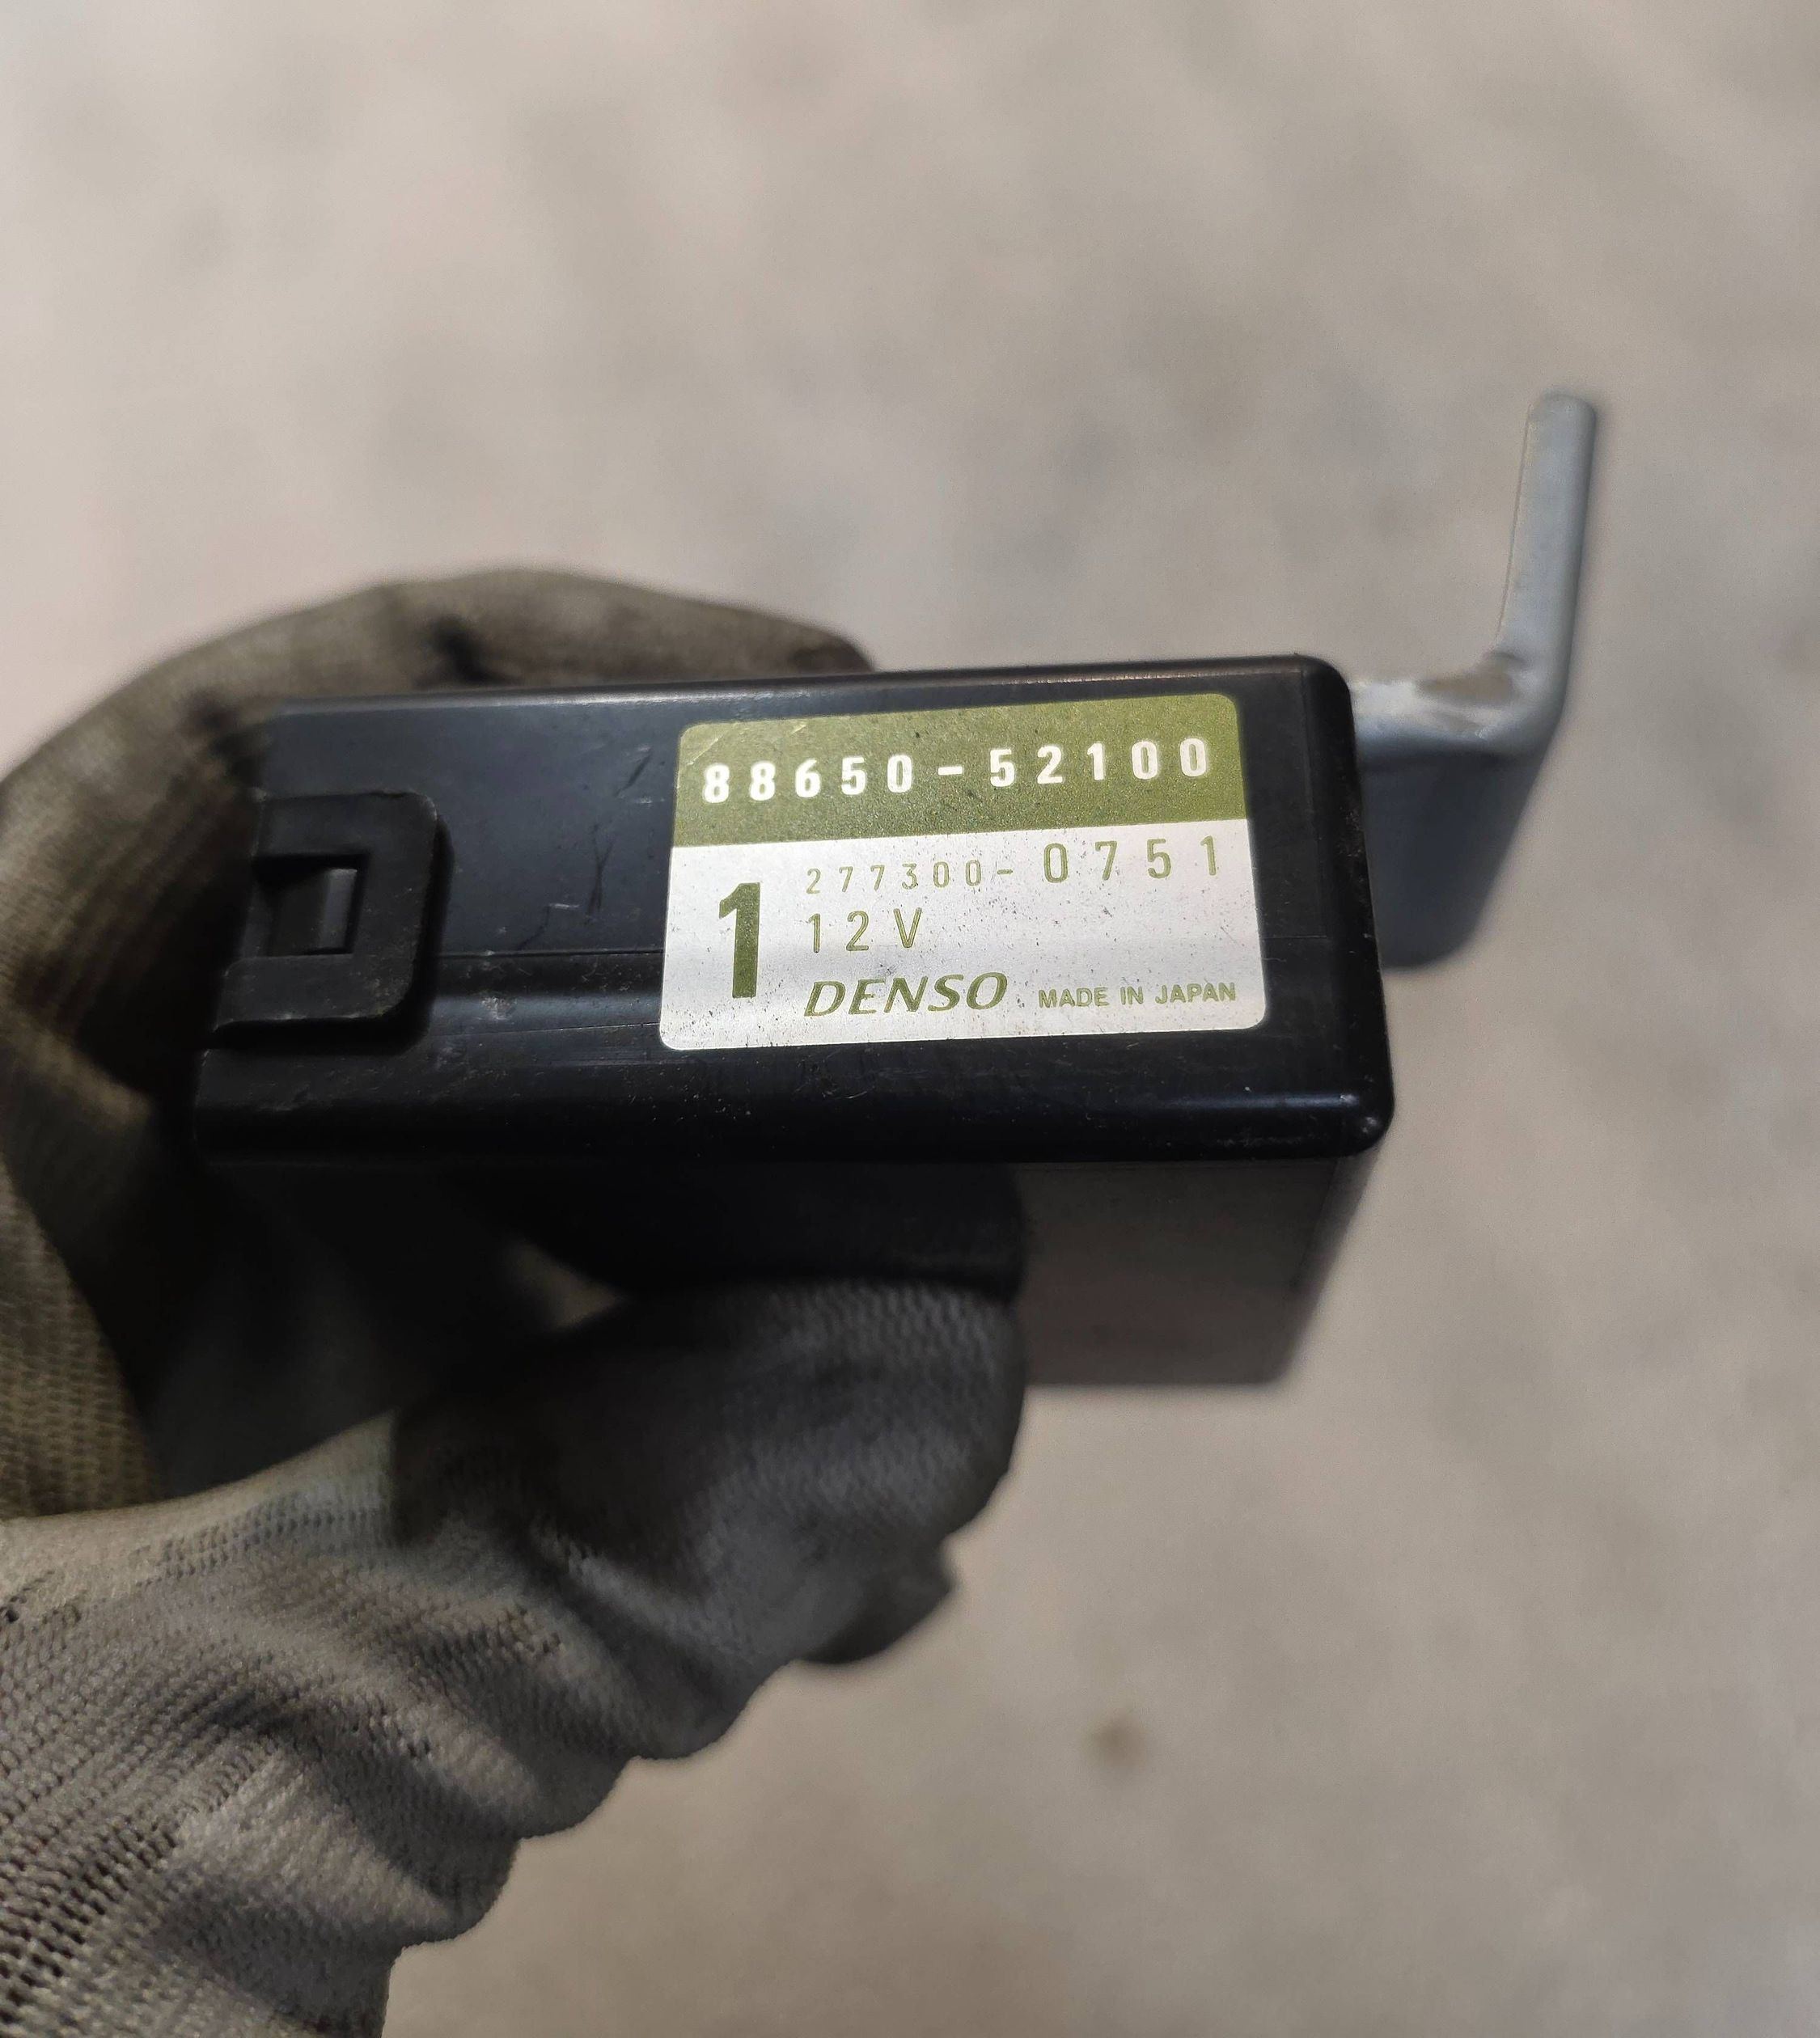 88650-52100
277300-0751
1
12V
DENSO MADE IN JAPAN